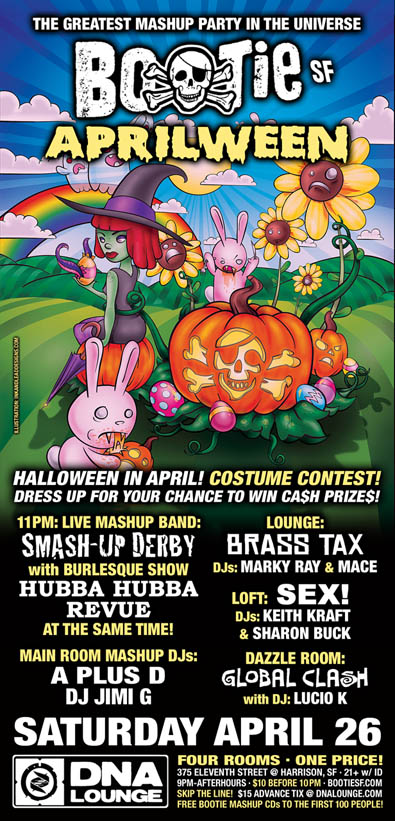 THE GREATEST MASHUP PARTY IN THE UNIVERSE
BOOTie SF
APRILWEEN
ILLUSTRATION: INKANDLEADDESIGNS.COM
HALLOWEEN IN APRIL! COSTUME CONTEST!
DRESS UP FOR YOUR CHANCE TO WIN CA$H PRIZE$!
11PM: LIVE MASHUP BAND:
SMASH-UP DERBY
with BURLESQUE SHOW
HUBBA HUBBA
REVUE
AT THE SAME TIME!
MAIN ROOM MASHUP DJs:
A PLUS D
DJ JIMI G
LOUNGE:
BRASS TAX
DJs: MARKY RAY & MACE
LOFT: SEX!
DJs: KEITH KRAFT
& SHARON BUCK
DAZZLE ROOM:
GLOBAL CLASH
with DJ: LUCIO K
SATURDAY APRIL 26
DNA
LOUNGE
FOUR ROOMS · ONE PRICE!
375 ELEVENTH STREET @ HARRISON, SF · 21+ w/ ID
9PM-AFTERHOURS · $10 BEFORE 10PM · BOOTIESF.COM
SKIP THE LINE! $15 ADVANCE TIX @ DNALOUNGE.COM
FREE BOOTIE MASHUP CDs TO THE FIRST 100 PEOPLE!